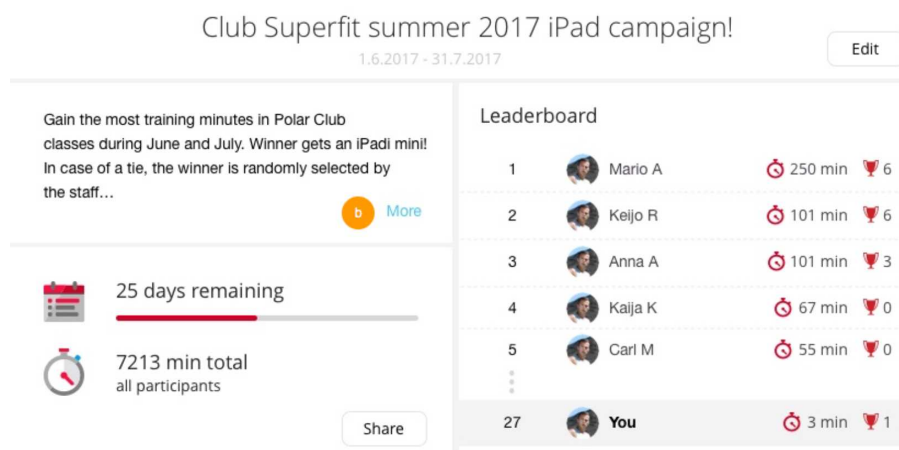 Club Superfit summer 2017 iPad campaign!
1.6.2017 - 31.7.2017
Edit
Gain the most training minutes in Polar Club
classes during June and July. Winner gets an iPadi mini!
In case of a tie, the winner is randomly selected by
the staff...
b
More
25 days remaining
7213 min total
all participants
Share
Leaderboard
1 Mario A 250 min 6
2 Keijo R 101 min 6
3 Anna A 101 min 3
4 Kaija K 67 min 0
5 Carl M 55 min 0
27 You 3 min 1